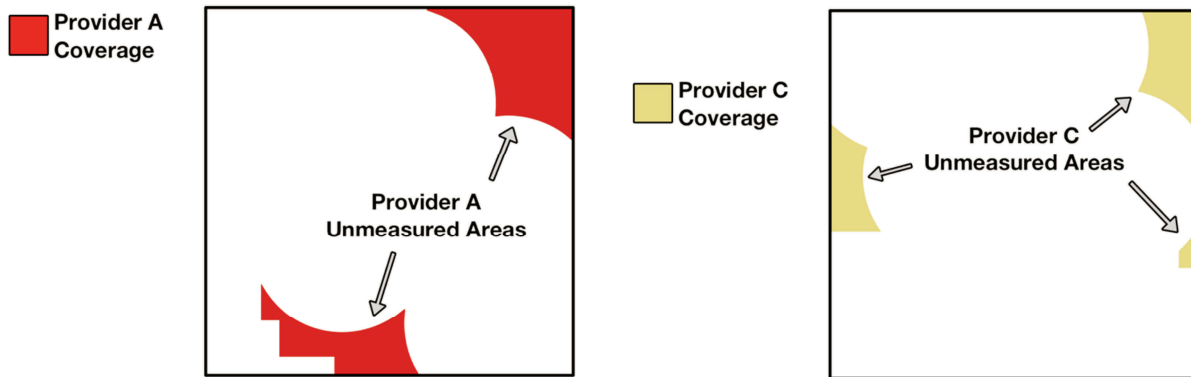 Provider A
Coverage
Provider A
Unmeasured Areas
Provider C
Coverage
Provider C
Unmeasured Areas